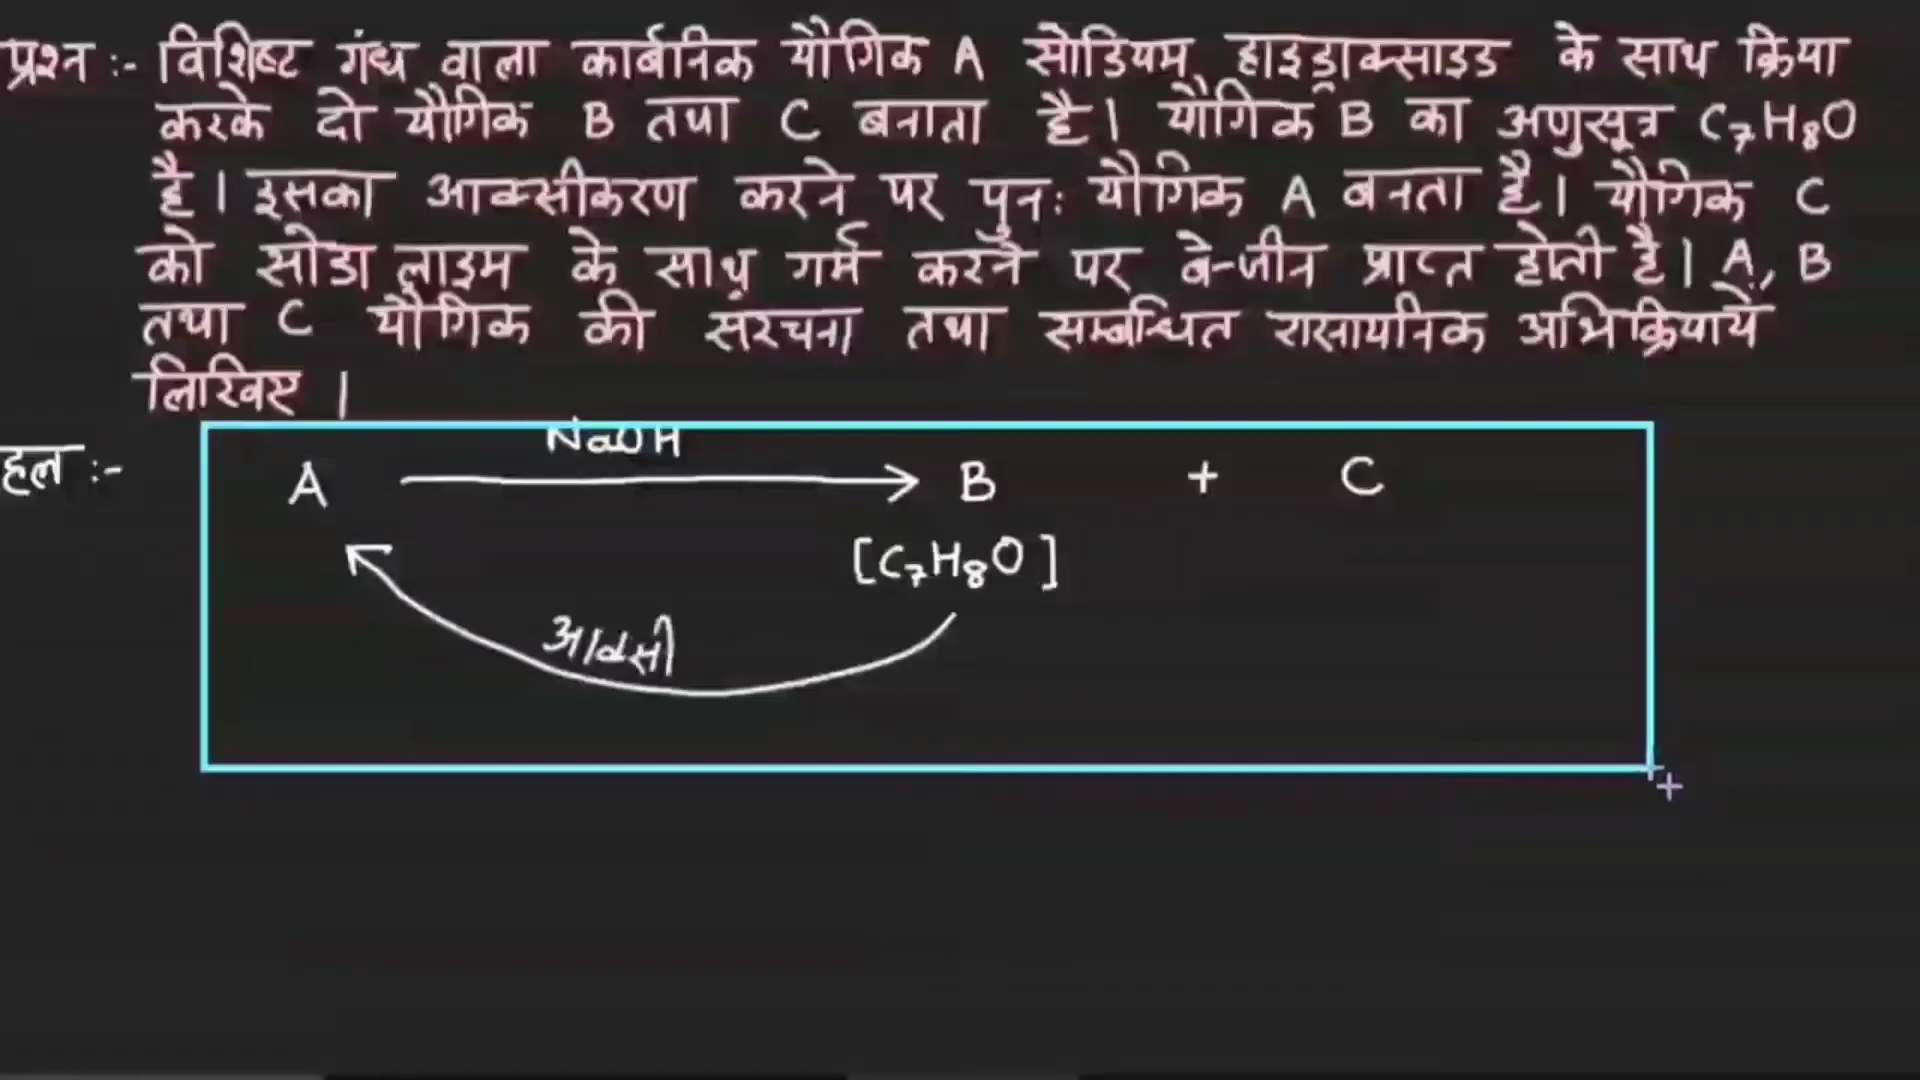 प्रश्न :- विशिष्ट गंध वाला कार्बनिक यौगिक A सोडियम हाइड्राक्साइड के साथ क्रिया
करके दो यौगिक B तथा C बनाता है। यौगिक B का अणुसूत्र C₇H₈O
है। इसका आक्सीकरण करने पर पुनः यौगिक A बनता है। यौगिक C
को सोडा लाइम के साथ गर्म करने पर बेन्जीन प्राप्त होती है। A, B
तथा C यौगिक की संरचना तथा सम्बन्धित रासायनिक अभिक्रियायें
लिखिए ।
हल :-
NaOH
A → B + C
[C₇H₈O]
आक्सी